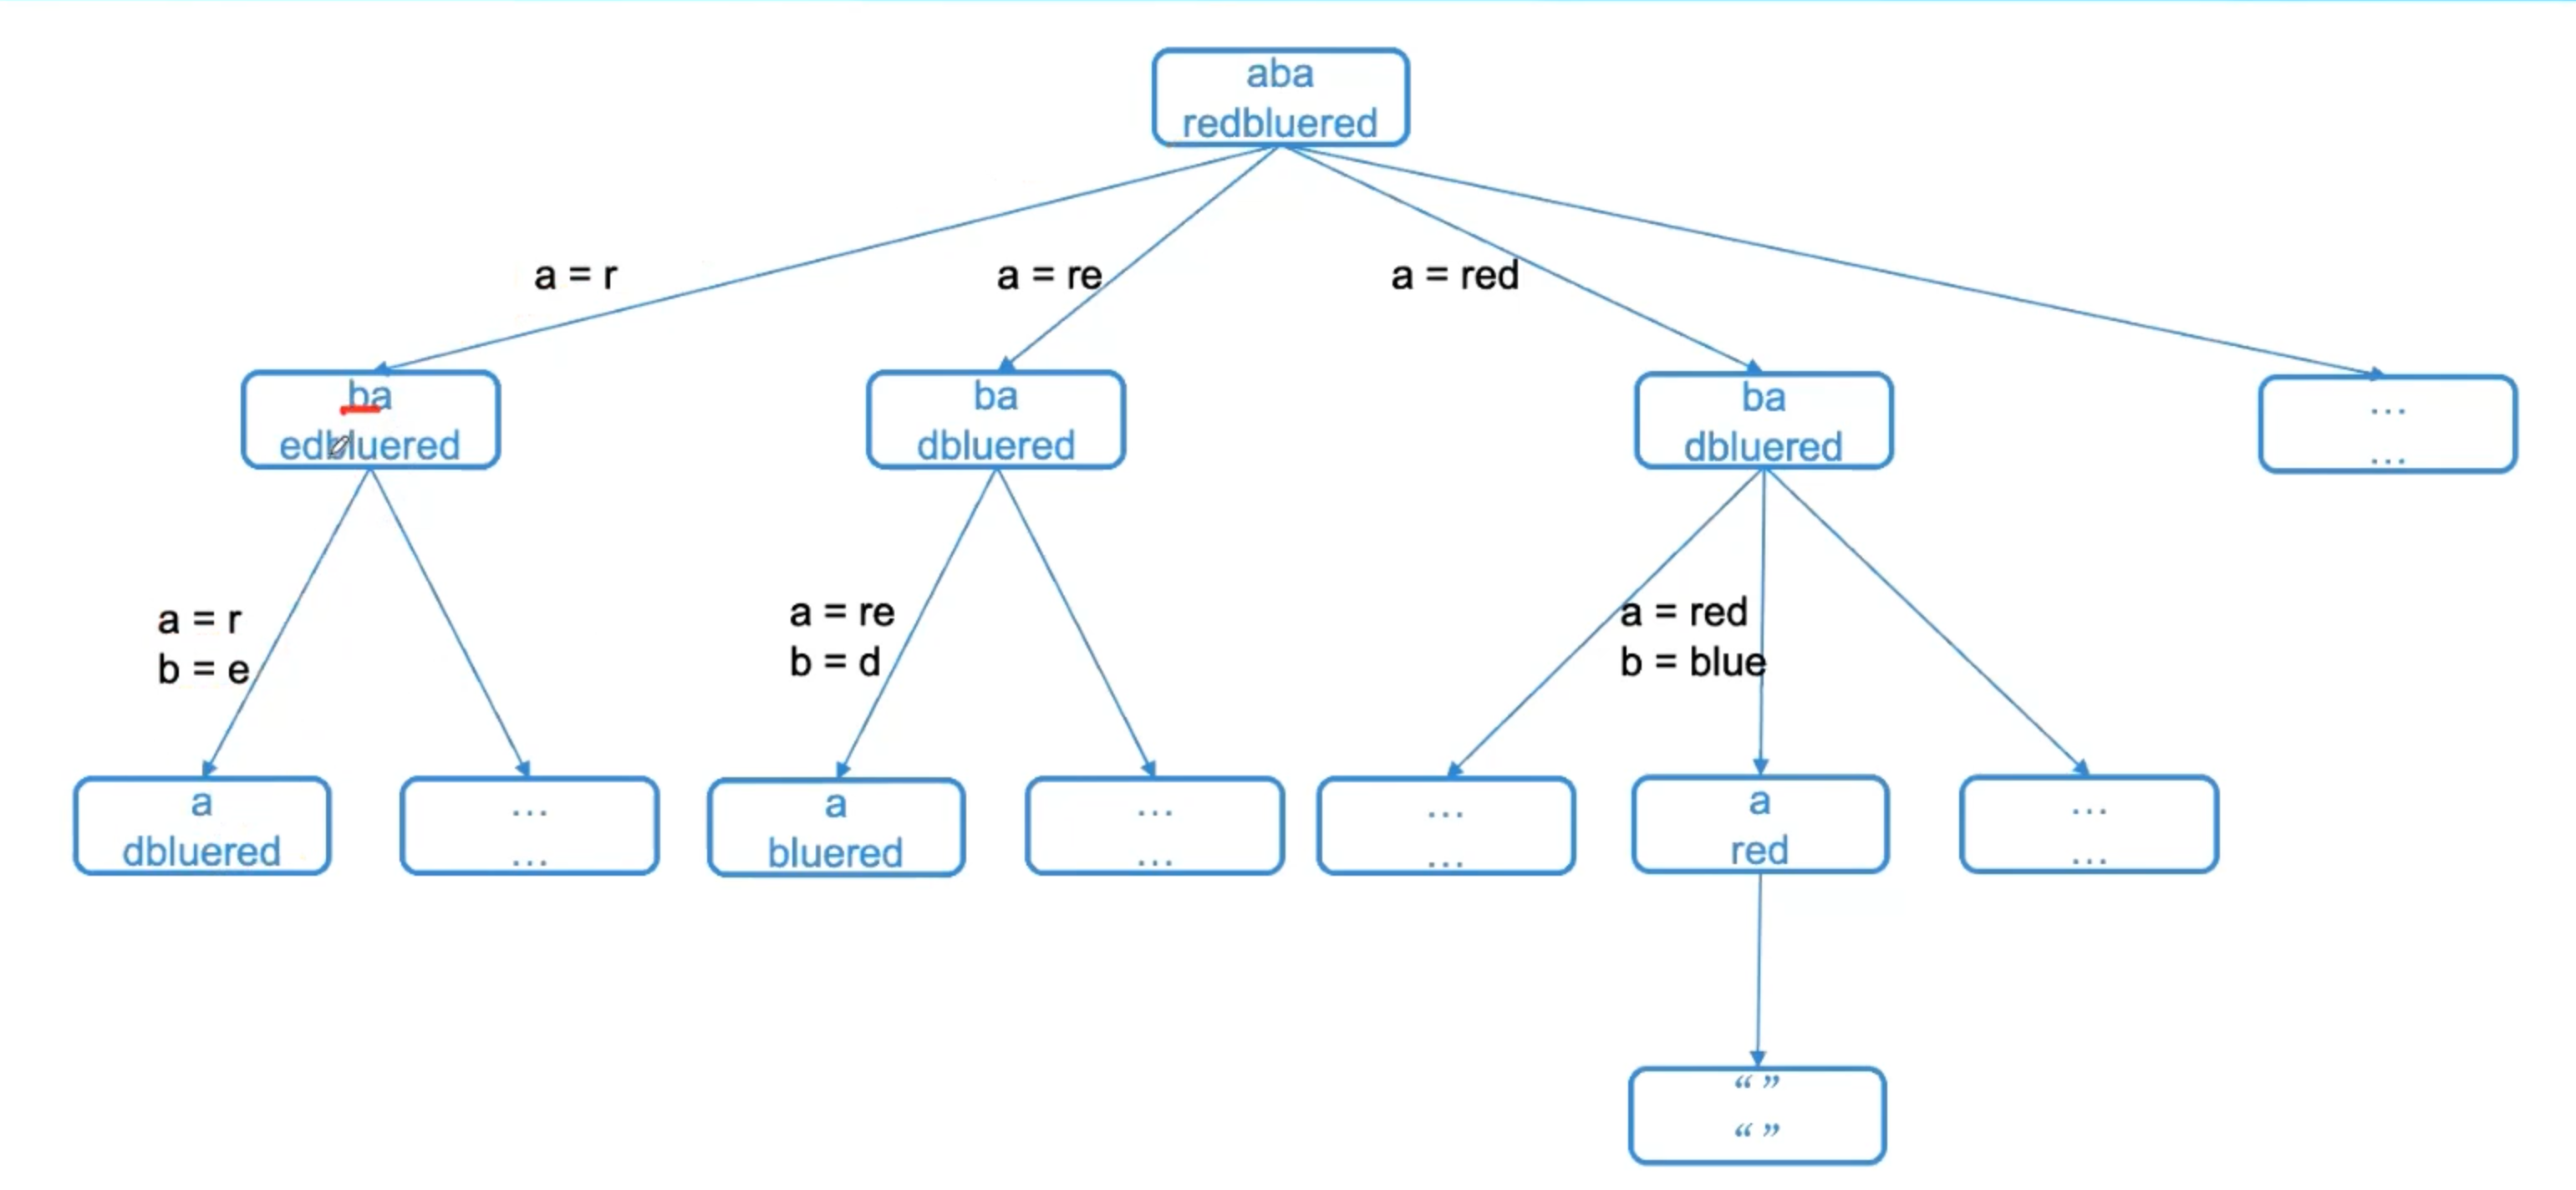 aba
redbluered
a = r
a = re
a = red
ba
edbluered
ba
dbluered
ba
dbluered
...
...
a = r
b = e
a = re
b = d
a = red
b = blue
a
dbluered
...
...
a
bluered
...
...
...
...
a
red
...
...
“ ”
“ ”